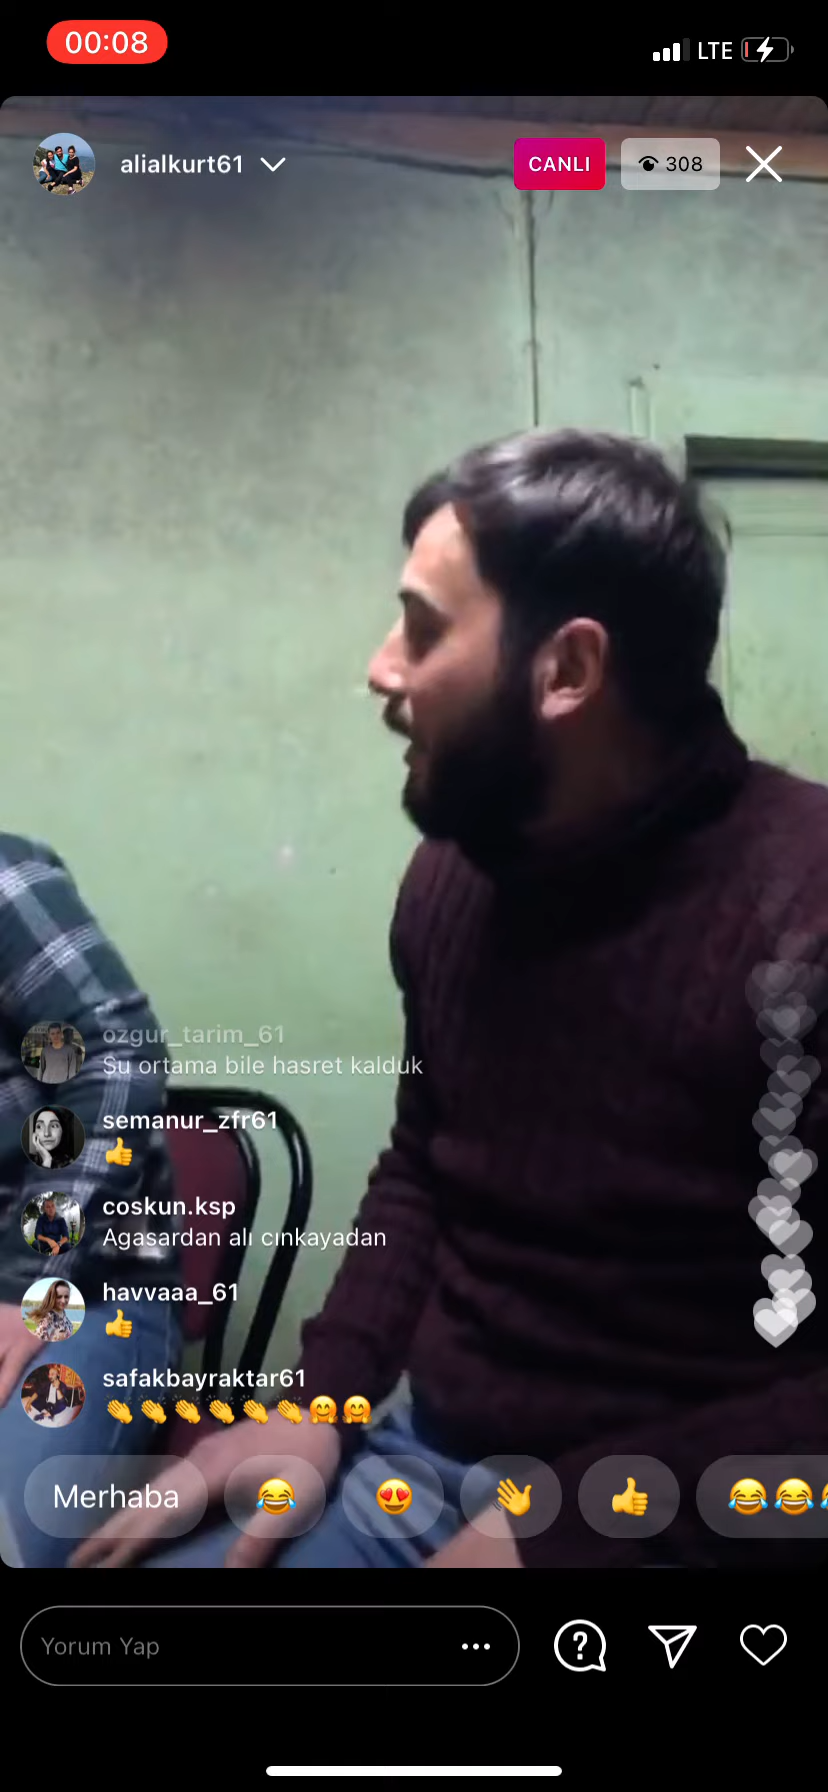 00:08
LTE
alialkurt61
CANLI
308
ozgur_tarim_61
Su ortama bile hasret kalduk
semanur_zfr61
👍
coskun.ksp
Agasardan alı cınkayadan
havvaaa_61
👍
safakbayraktar61
👏👏👏👏👏👏🤗🤗
Merhaba 😂 😍 👋 👍 😂😂
Yorum Yap